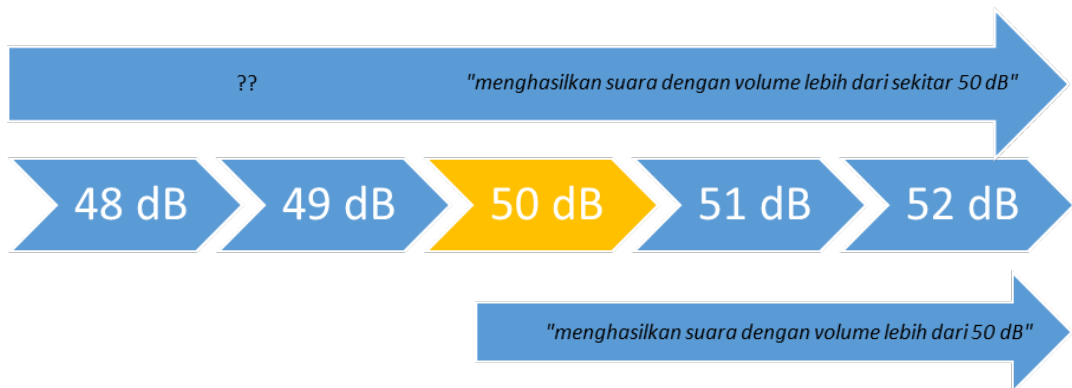 ?? "menghasilkan suara dengan volume lebih dari sekitar 50 dB"
48 dB 49 dB 50 dB 51 dB 52 dB
"menghasilkan suara dengan volume lebih dari 50 dB"